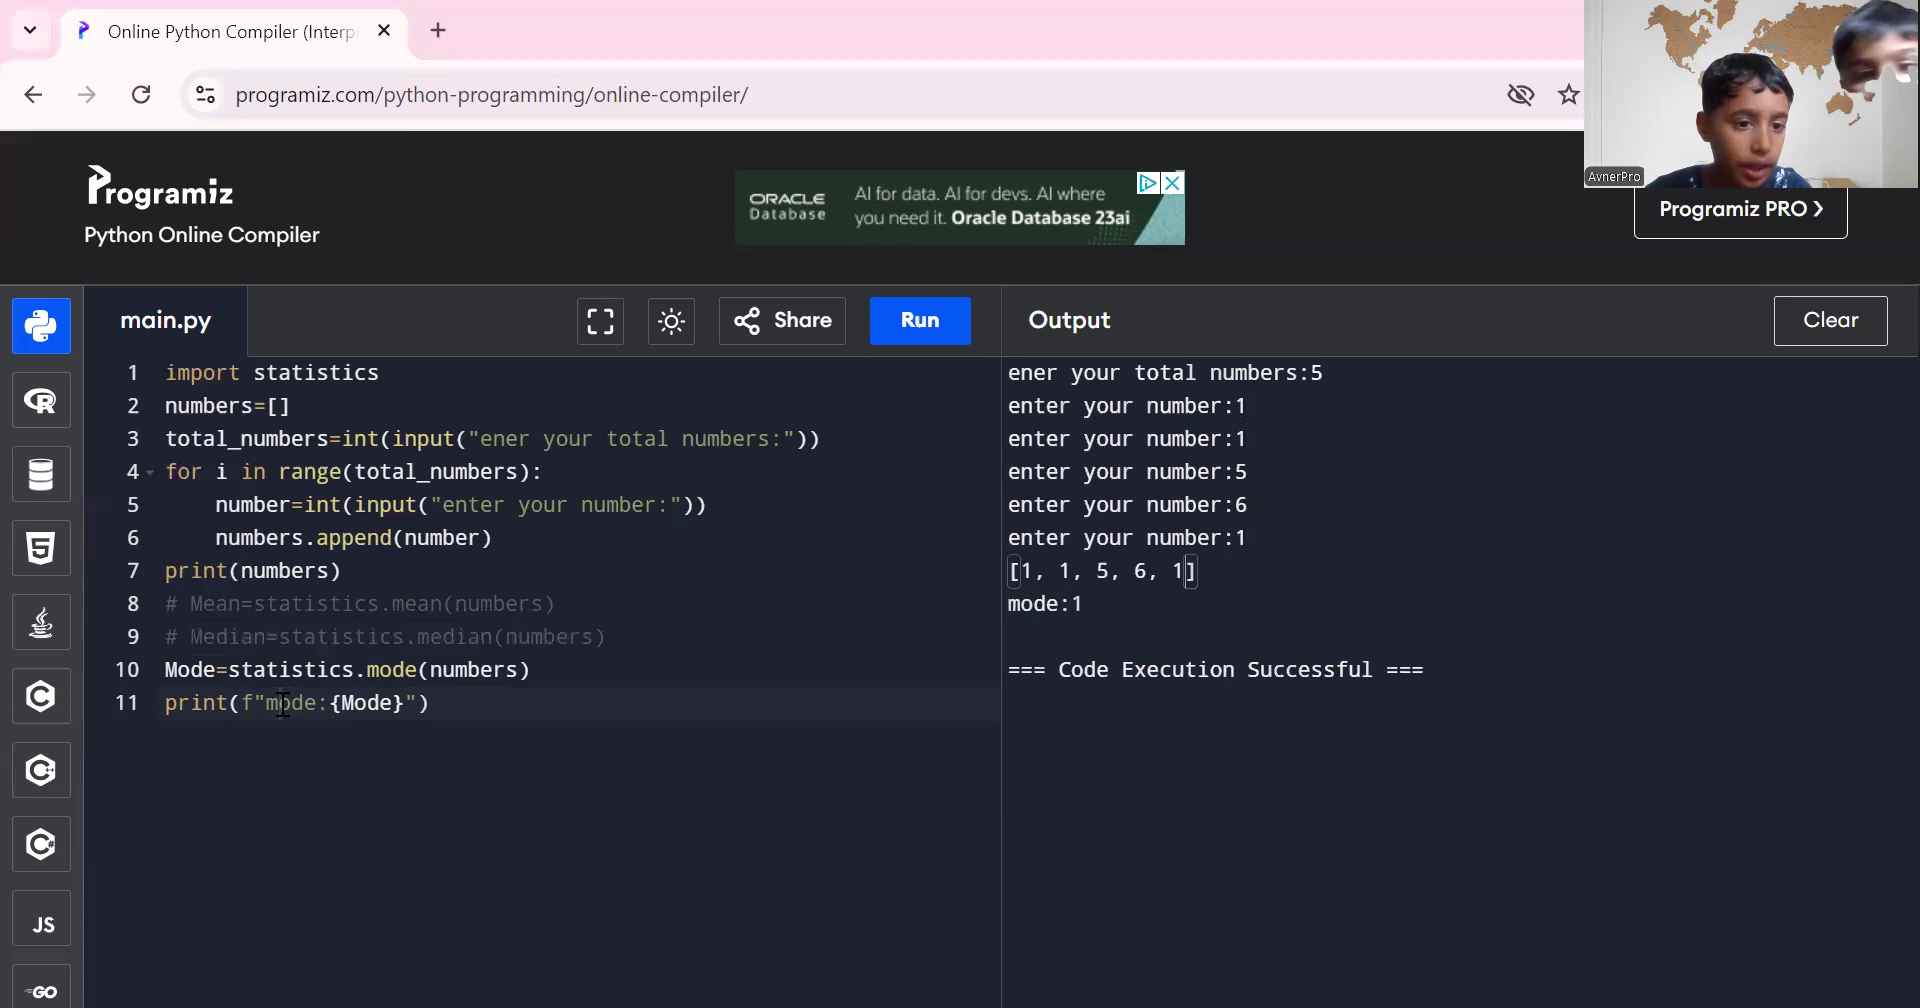 Online Python Compiler (Interp
programiz.com/python-programming/online-compiler/
AvnerPro
Programiz
Python Online Compiler
ORACLE
Database
AI for data. AI for devs. AI where
you need it. Oracle Database 23ai
Programiz PRO
main.py
Share
Run
Output
Clear
1 import statistics
2 numbers=[]
3 total_numbers=int(input("ener your total numbers:"))
4 for i in range(total_numbers):
5 number=int(input("enter your number:"))
6 numbers.append(number)
7 print(numbers)
8 # Mean=statistics.mean(numbers)
9 # Median=statistics.median(numbers)
10 Mode=statistics.mode(numbers)
11 print(f"mode:{Mode}")
ener your total numbers:5
enter your number:1
enter your number:1
enter your number:5
enter your number:6
enter your number:1
[1, 1, 5, 6, 1]
mode:1
=== Code Execution Successful ===
R
5
C
C++
C#
JS
GO